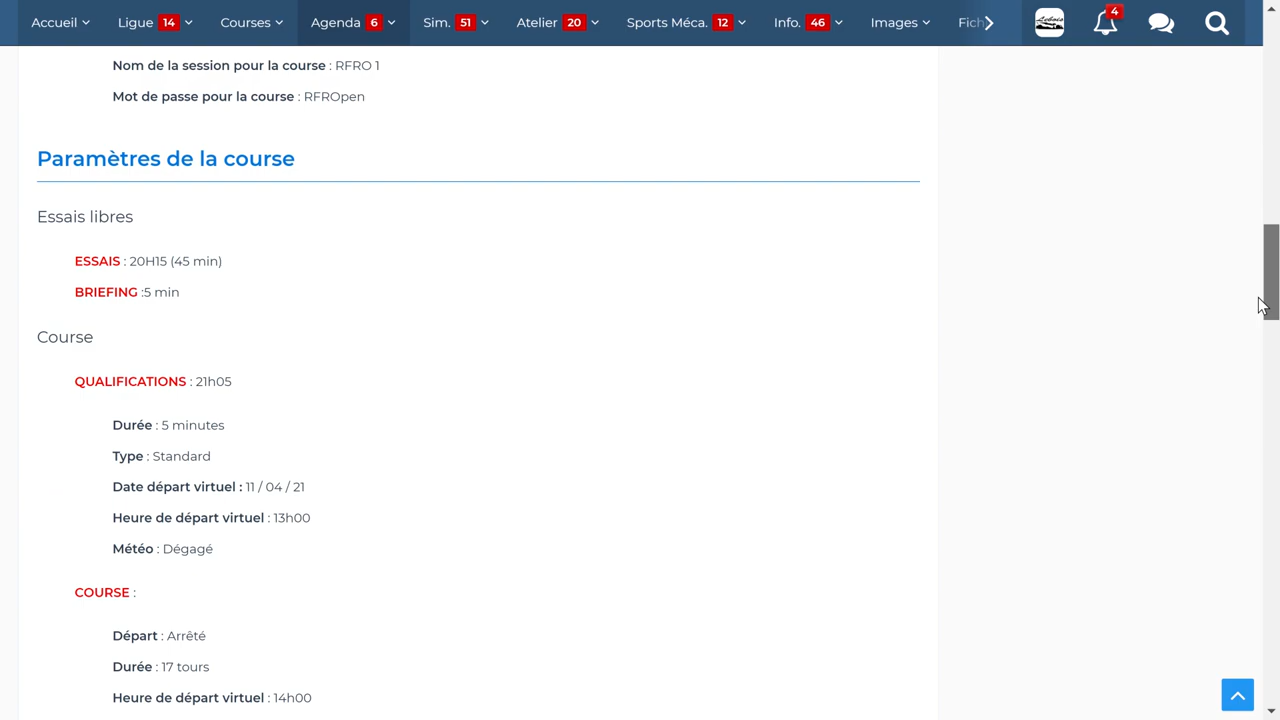 Accueil Ligue 14 Courses Agenda 6 Sim. 51 Atelier 20 Sports Méca. 12 Info. 46 Images Fich 4
Nom de la session pour la course : RFRO 1
Mot de passe pour la course : RFROpen
Paramètres de la course
Essais libres
ESSAIS : 20H15 (45 min)
BRIEFING :5 min
Course
QUALIFICATIONS : 21h05
Durée : 5 minutes
Type : Standard
Date départ virtuel : 11 / 04 / 21
Heure de départ virtuel : 13h00
Météo : Dégagé
COURSE :
Départ : Arrêté
Durée : 17 tours
Heure de départ virtuel : 14h00